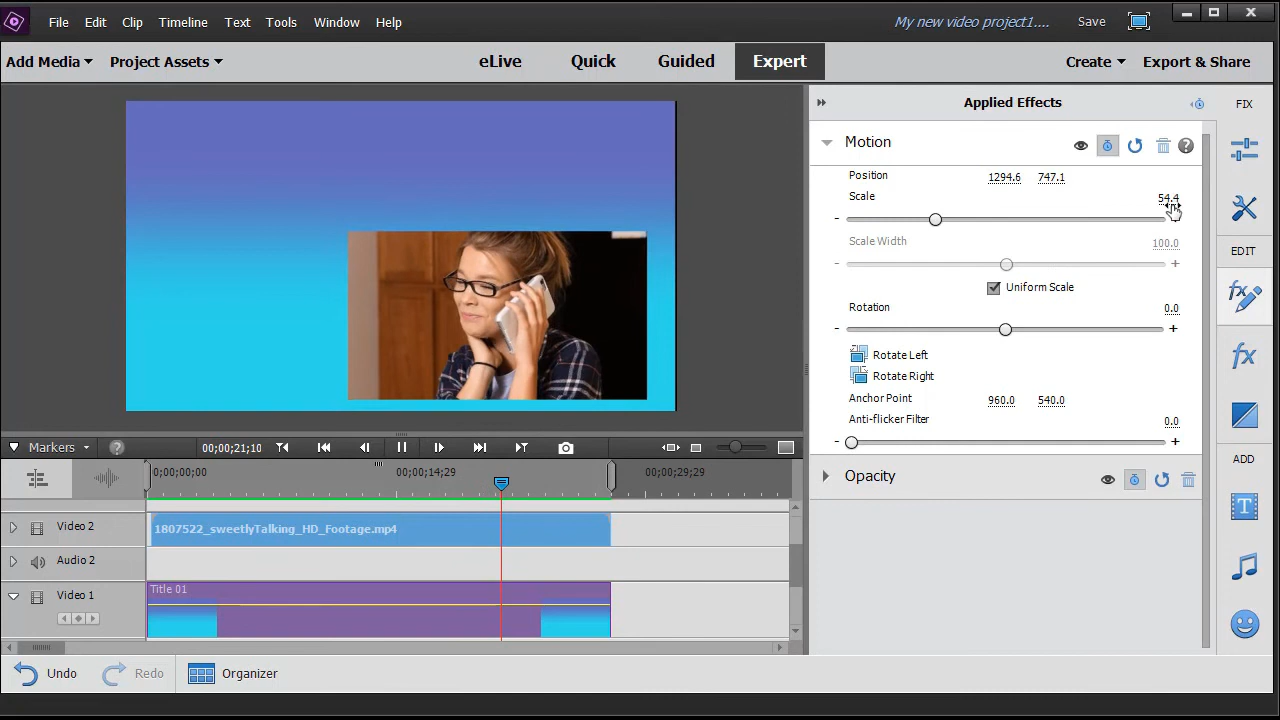 File Edit Clip Timeline Text Tools Window Help My new video project1.... Save
Add Media Project Assets eLive Quick Guided Expert Create Export & Share
Applied Effects FIX
Motion
Position 1294.6 747.1
Scale 54.4
- +
Scale Width 100.0
- +
EDIT
Uniform Scale
Rotation 0.0
- +
Rotate Left
Rotate Right
Anchor Point 960.0 540.0
Anti-flicker Filter 0.0
- +
Markers 00;00;21;10
ADD
0;00;00;00 00;00;14;29 00;00;29;29
Opacity
Video 2 1807522_sweetlyTalking_HD_Footage.mp4
Audio 2
Video 1 Title 01
Undo Redo Organizer